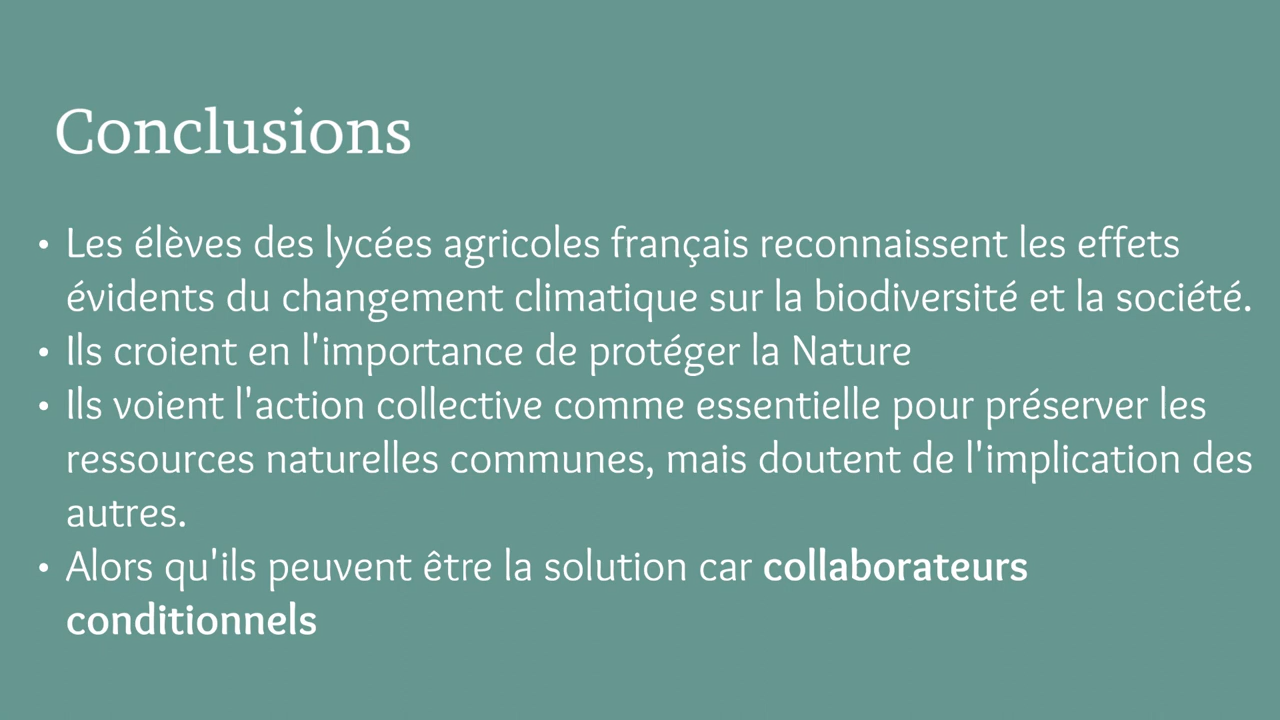 Conclusions
• Les élèves des lycées agricoles français reconnaissent les effets
évidents du changement climatique sur la biodiversité et la société.
• Ils croient en l'importance de protéger la Nature
• Ils voient l'action collective comme essentielle pour préserver les
ressources naturelles communes, mais doutent de l'implication des
autres.
• Alors qu'ils peuvent être la solution car collaborateurs
conditionnels